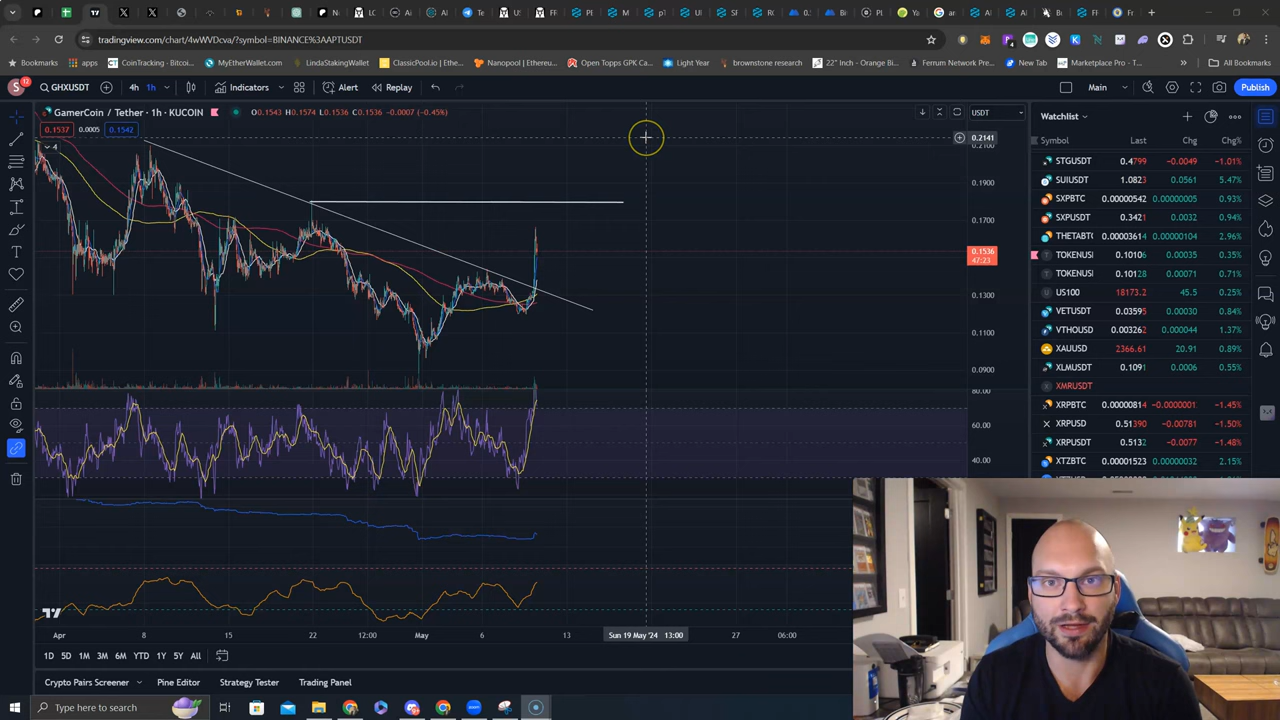 tradingview.com/chart/4wWVDcva/?symbol=BINANCE%3AAPTUSDT
Bookmarks apps CoinTracking - Bitcoi... MyEtherWallet.com LindaStakingWallet ClassicPool.io | Ethe... Nanopool | Ethereu... Open Topps GPK Ca... Light Year brownstone research 22" Inch - Orange Bi... Ferrum Network Pre... New Tab Marketplace Pro - T... All Bookmarks
GHXUSDT 4h 1h Indicators Alert Replay Main Publish
GamerCoin / Tether · 1h · KUCOIN O0.1543 H0.1574 L0.1536 C0.1536 -0.0007 (-0.45%)
0.1537 0.0005 0.1542
4
USDT
0.2141
0.2100
0.1900
0.1700
0.1536
47:23
0.1300
0.1100
0.0900
80.00
60.00
40.00
Apr 8 15 22 12:00 May 6 13 Sun 19 May '24 13:00 27 06:00
1D 5D 1M 3M 6M YTD 1Y 5Y All
Crypto Pairs Screener Pine Editor Strategy Tester Trading Panel
Type here to search
Watchlist
Symbol Last Chg Chg%
STGUSDT 0.4799 -0.0049 -1.01%
SUIUSDT 1.0823 0.0561 5.47%
SXPBTC 0.00000542 0.00000005 0.93%
SXPUSDT 0.3421 0.0032 0.94%
THETABTC 0.00003614 2.96%
TOKENUSI 0.10106 0.00035 0.35%
TOKENUSI 0.10128 0.00071 0.71%
US100 18173.2 45.5 0.25%
VETUSDT 0.03595 0.00030 0.84%
VTHOUSD 0.003262 0.000044 1.37%
XAUUSD 2366.61 20.91 0.89%
XLMUSDT 0.1091 0.0006 0.55%
XMRUSDT
XRPBTC 0.00000814 -0.0000001 -1.45%
XRPUSD 0.51390 -0.00781 -1.50%
XRPUSDT 0.5132 -0.0077 -1.48%
XTZBTC 0.00001523 0.00000032 2.15%